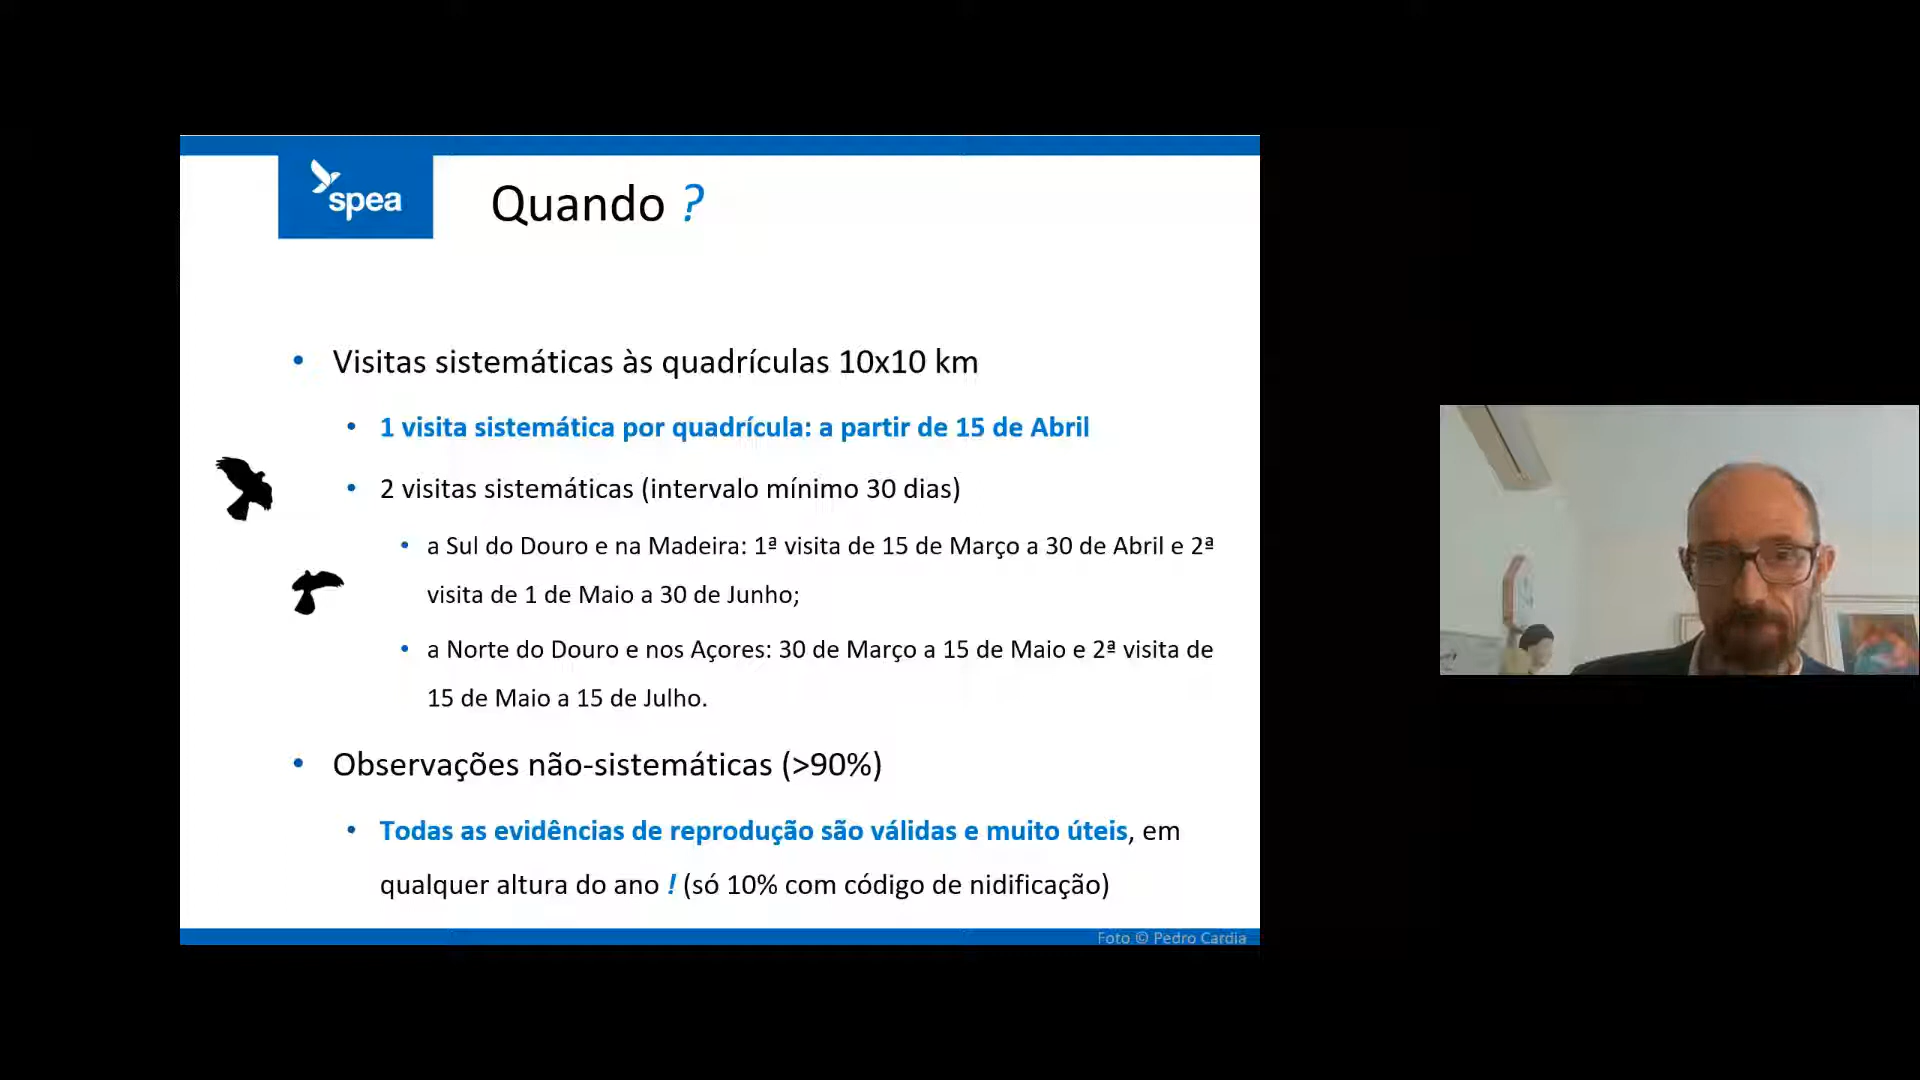 spea
Quando ?
• Visitas sistemáticas às quadrículas 10x10 km
• 1 visita sistemática por quadrícula: a partir de 15 de Abril
• 2 visitas sistemáticas (intervalo mínimo 30 dias)
• a Sul do Douro e na Madeira: 1ª visita de 15 de Março a 30 de Abril e 2ª
visita de 1 de Maio a 30 de Junho;
• a Norte do Douro e nos Açores: 30 de Março a 15 de Maio e 2ª visita de
15 de Maio a 15 de Julho.
• Observações não-sistemáticas (>90%)
• Todas as evidências de reprodução são válidas e muito úteis, em
qualquer altura do ano ! (só 10% com código de nidificação)
Foto © Pedro Cardia